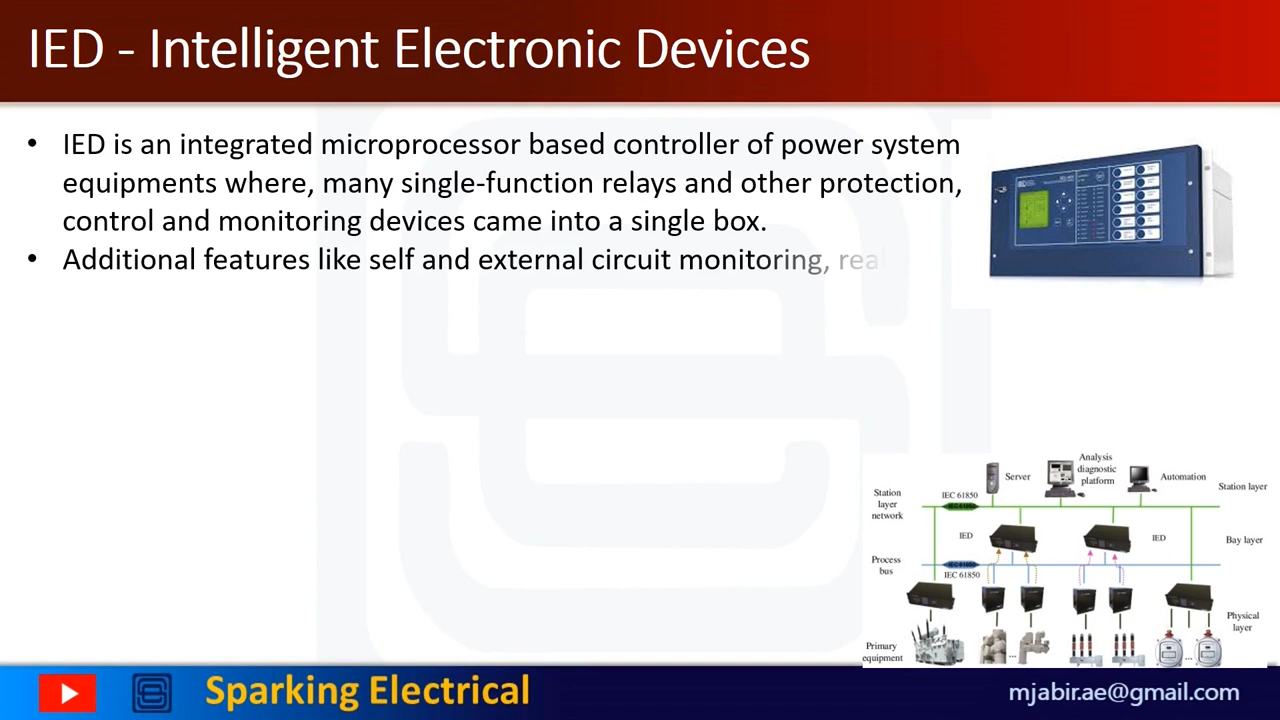 IED - Intelligent Electronic Devices
• IED is an integrated microprocessor based controller of power system
equipments where, many single-function relays and other protection,
control and monitoring devices came into a single box.
• Additional features like self and external circuit monitoring, rea
Analysis
diagnostic
platform
Server
Automation
Station layer
Station
layer
network
IEC 61850
IED
IED
Bay layer
Process
bus
IEC 61850
Physical
layer
Primary
equipment
Sparking Electrical
mjabir.ae@gmail.com